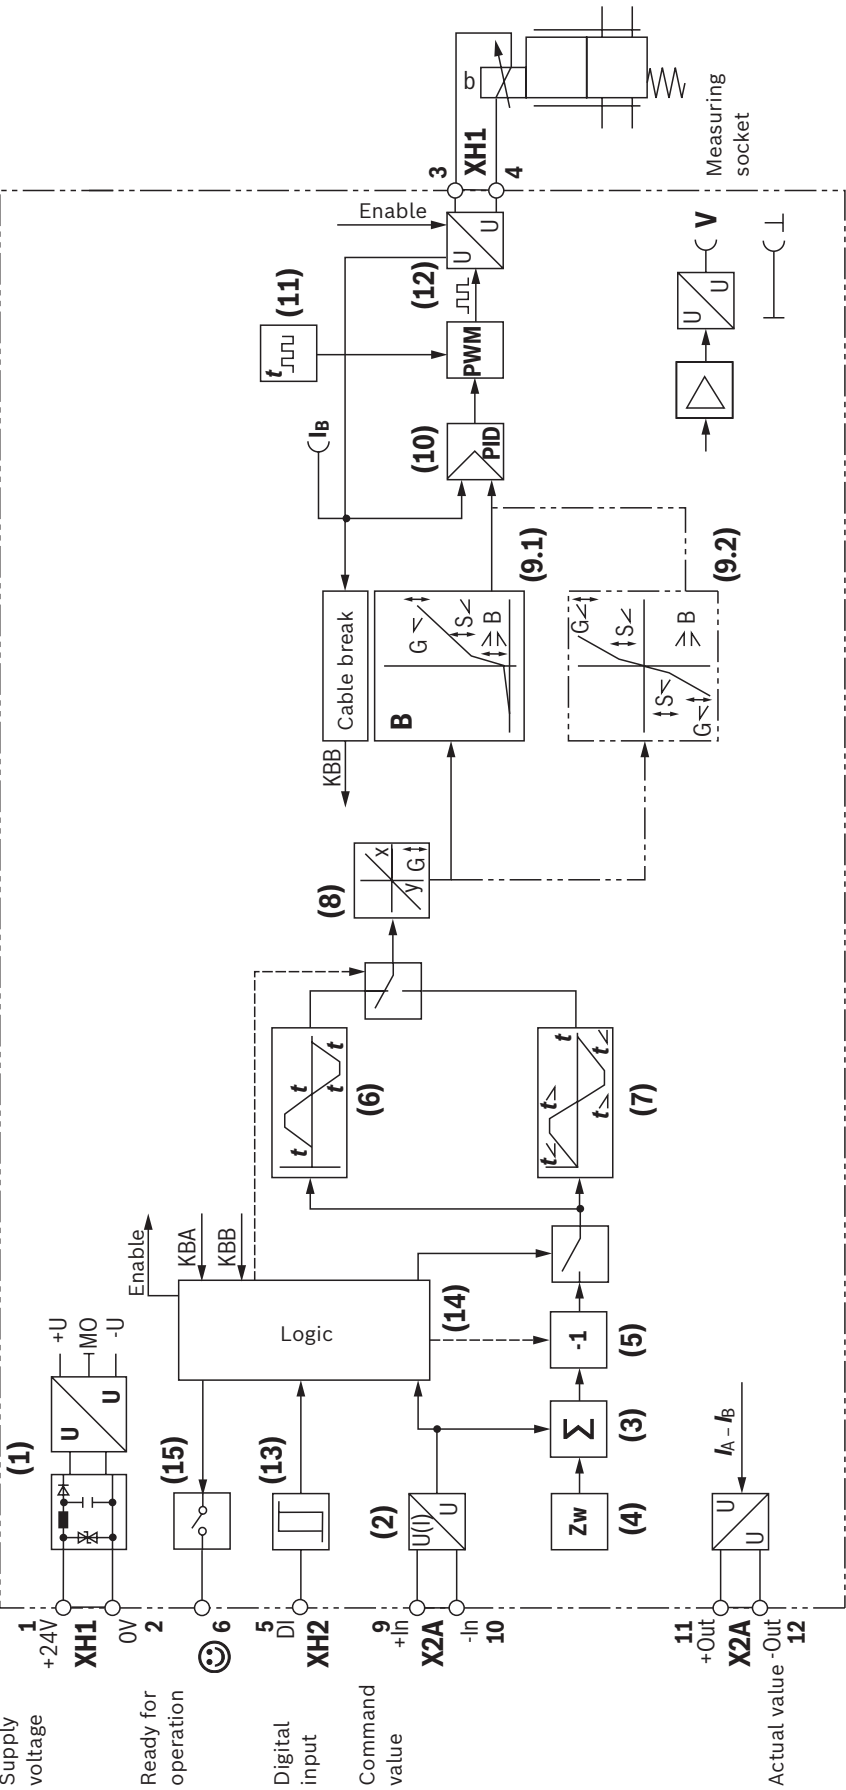 Supply
voltage
1
+24V
XH1
0V
2
(1)
U
U
+U
MO
-U
Ready for
operation
6
(15)
Enable
KBA
KBB
Logic
(14)
Digital
input
5
DI
XH2
(13)
Command
value
9
+In
X2A
-In
10
(2)
U(I)
U
Σ
(3)
Zw
(4)
-1
(5)
t
t
t
t
(6)
t
t
t
t
(7)
(8)
x
y
G
KBB
Cable break
B
G
S
B
(9.1)
G
S
S
G
B
(9.2)
IB
(10)
PID
(11)
t
PWM
(12)
Enable
U
U
3
XH1
4
b
Measuring
socket
U
U
V
⊥
Actual value
11
+Out
X2A
-Out
12
U
U
IA – IB